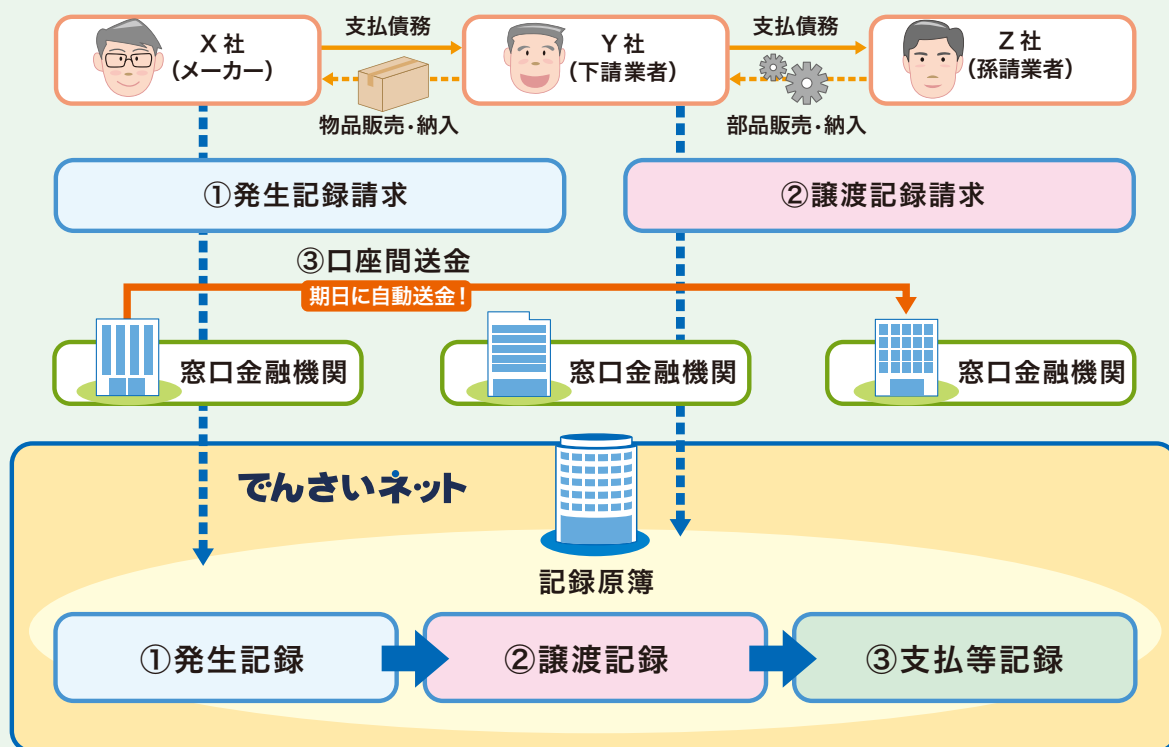 X社
（メーカー）
支払債務
物品販売・納入
Y社
（下請業者）
支払債務
部品販売・納入
Z社
（孫請業者）
①発生記録請求
②譲渡記録請求
③口座間送金
期日に自動送金！
窓口金融機関
窓口金融機関
窓口金融機関
でんさいネット
記録原簿
①発生記録
②譲渡記録
③支払等記録